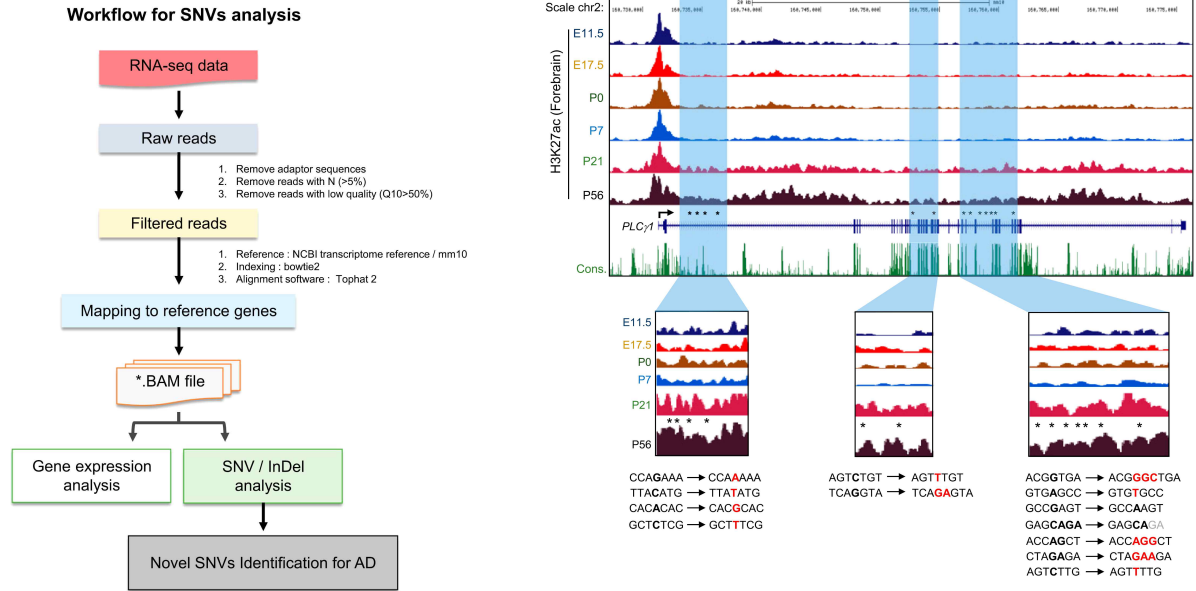 Workflow for SNVs analysis
RNA-seq data
Raw reads
1. Remove adaptor sequences
2. Remove reads with N (>5%)
3. Remove reads with low quality (Q10>50%)
Filtered reads
1. Reference : NCBI transcriptome reference / mm10
2. Indexing : bowtie2
3. Alignment software : Tophat 2
Mapping to reference genes
*.BAM file
Gene expression
analysis
SNV / InDel
analysis
Novel SNVs Identification for AD
Scale chr2:
H3K27ac (Forebrain)
E11.5
E17.5
P0
P7
P21
P56
PLCγ1
Cons.
E11.5
E17.5
P0
P7
P21
P56
CCAGAAA → CCAAAAA
TTACATG → TTATATG
CACACAC → CACGCAC
GCTCTCG → GCTTTCG
AGTCTGT → AGTTTGT
TCAGGTA → TCAGAGTA
ACGGTGA → ACGGGCTGA
GTGAGCC → GTGTGCC
GCCGAGT → GCCAAGT
GAGCAGA → GAGCAGA
ACCAGCT → ACCAGGCT
CTAGAGA → CTAGAAGA
AGTCTTG → AGTTTTG